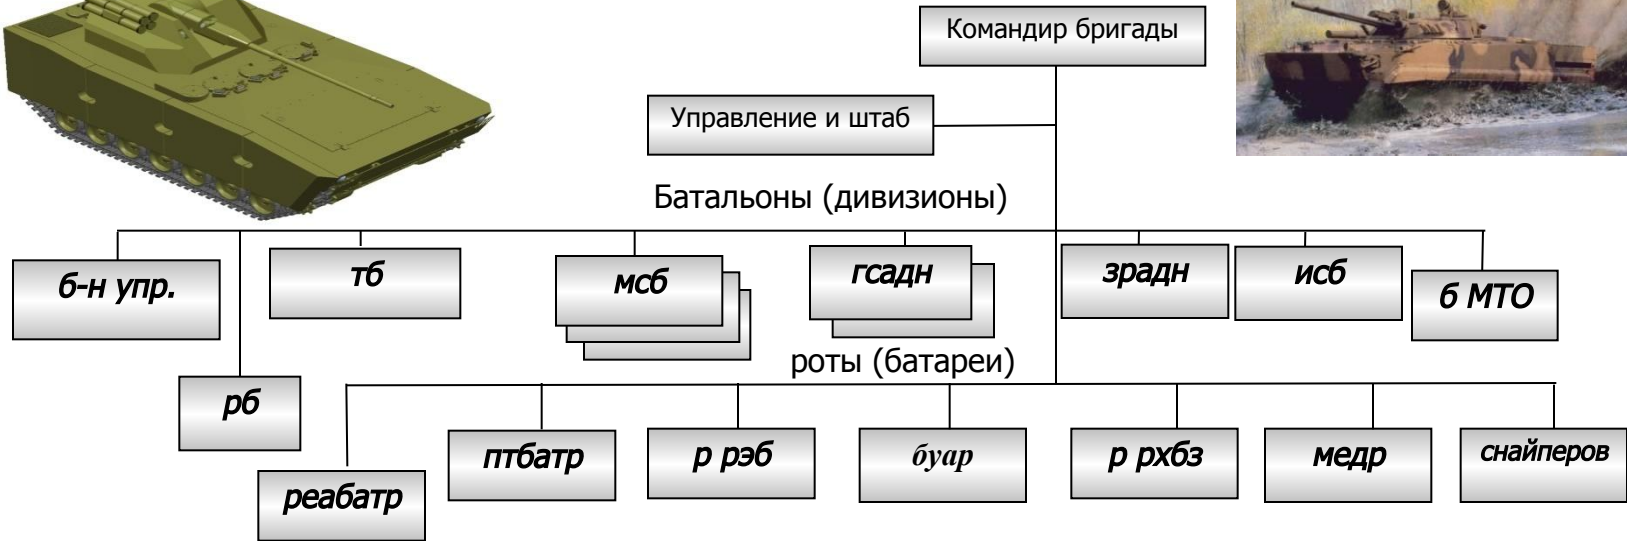 Командир бригады
Управление и штаб
Батальоны (дивизионы)
б-н упр.
тб
мсб
гсадн
зрадн
исб
б МТО
рб
роты (батареи)
реабатр
птбатр
р рэб
буар
р рхбз
медр
снайперов